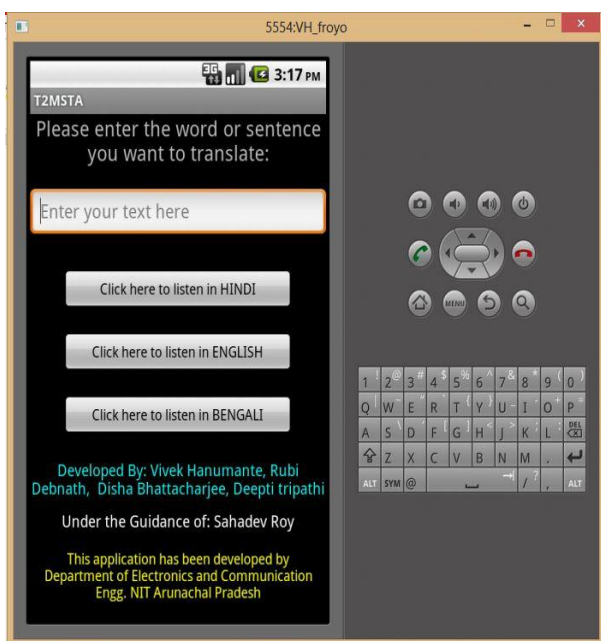 5554:VH_froyo
3G 3:17 PM
T2MSTA
Please enter the word or sentence
you want to translate:
Enter your text here
Click here to listen in HINDI
Click here to listen in ENGLISH
Click here to listen in BENGALI
Developed By: Vivek Hanumante, Rubi
Debnath, Disha Bhattacharjee, Deepti tripathi
Under the Guidance of: Sahadev Roy
This application has been developed by
Department of Electronics and Communication
Engg. NIT Arunachal Pradesh
MENU
1 ! 2 @ 3 # 4 $ 5 % 6 ^ 7 & 8 * 9 ( 0 )
Q W E R T Y U I O P
A S D F G H J K L DEL
Z X C V B N M .
ALT SYM @ / ? , ALT